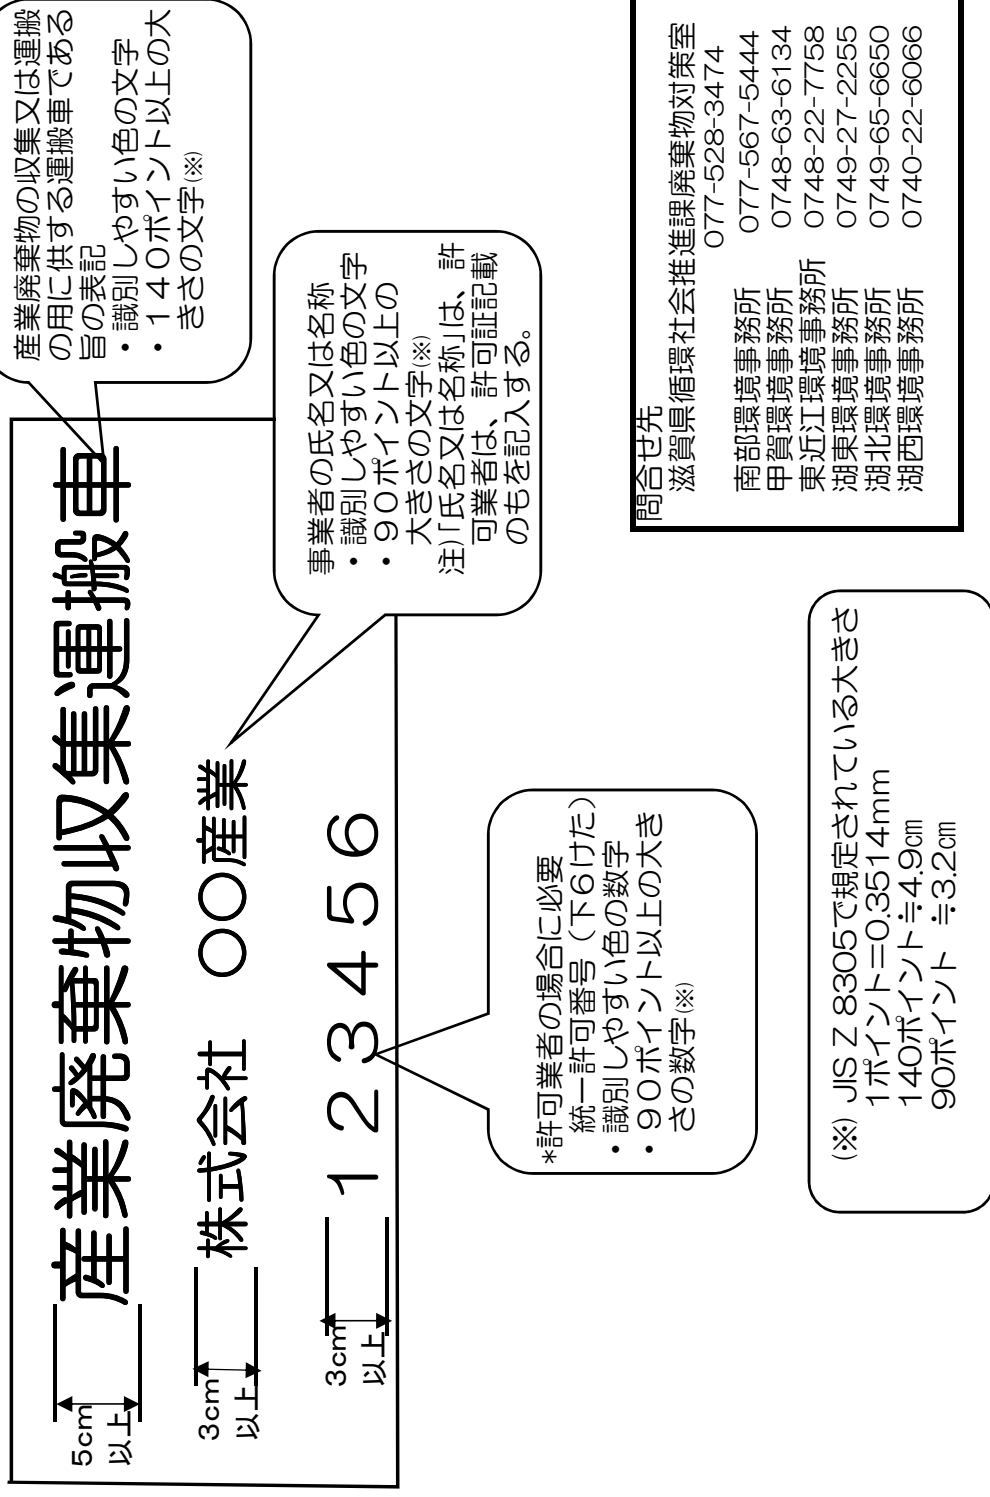 産業廃棄物の収集又は運搬
の用に供する運搬車である
旨の表記
・識別しやすい色の文字
・１４０ポイント以上の大
きさの文字(※)
産業廃棄物収集運搬車
5cm
以上
株式会社　○○産業
3cm
以上
１２３４５６
3cm
以上
事業者の氏名又は名称
・識別しやすい色の文字
・９０ポイント以上の
大きさの文字(※)
注)「氏名又は名称」は、許
可業者は、許可証記載
のもを記入する。
*許可業者の場合に必要
統一許可番号（下６けた）
・識別しやすい色の数字
・９０ポイント以上の大き
さの数字(※)
問合せ先
滋賀県循環社会推進課廃棄物対策室
077-528-3474
南部環境事務所　077-567-5444
甲賀環境事務所　0748-63-6134
東近江環境事務所　0748-22-7758
湖東環境事務所　0749-27-2255
湖北環境事務所　0749-65-6650
湖西環境事務所　0740-22-6066
(※) JIS Z 8305で規定されている大きさ
1ポイント=0.3514mm
140ポイント≒4.9㎝
90ポイント ≒3.2㎝